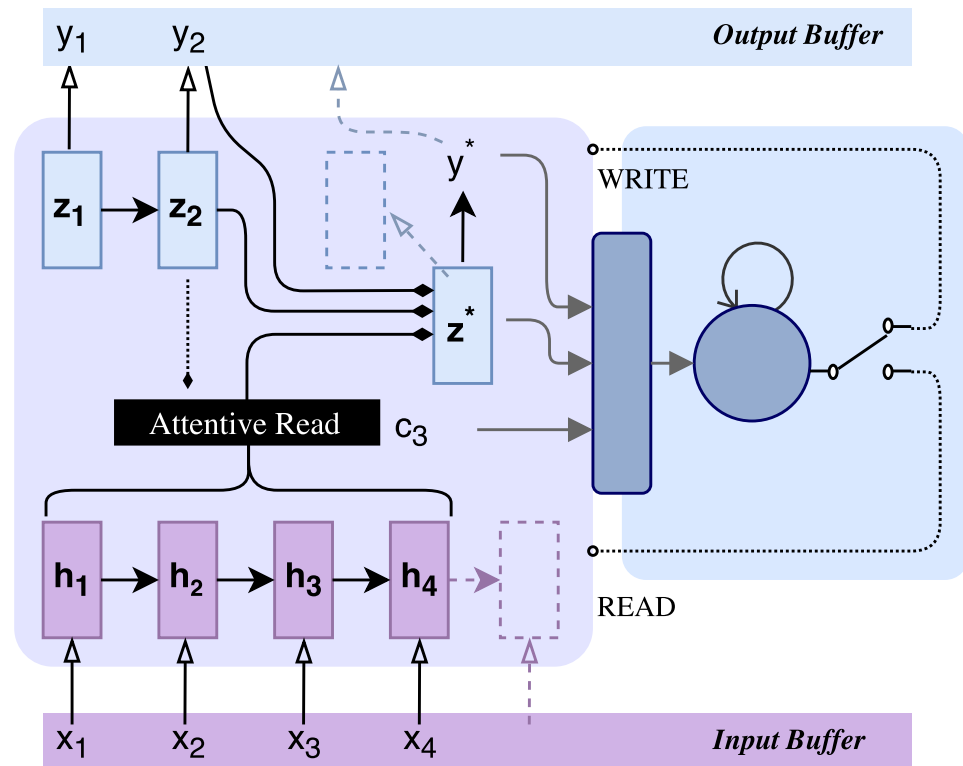 y1 y2 Output Buffer
y*
WRITE
z1 z2
z*
Attentive Read c3
h1 h2 h3 h4
READ
x1 x2 x3 x4 Input Buffer